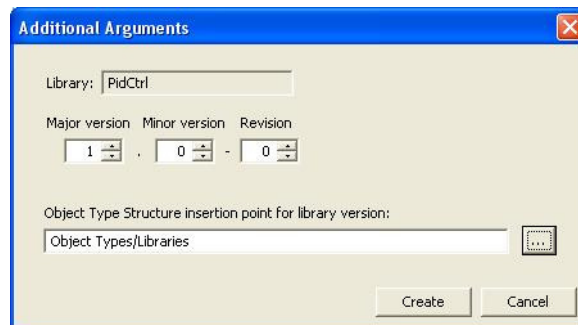 Additional Arguments
Library: PidCtrl
Major version Minor version Revision
1 . 0 - 0
Object Type Structure insertion point for library version:
Object Types/Libraries ...
Create Cancel